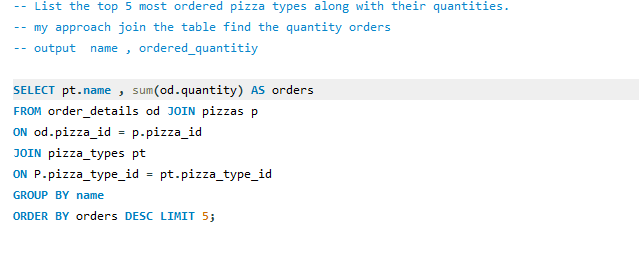 -- List the top 5 most ordered pizza types along with their quantities.
-- my approach join the table find the quantity orders
-- output  name , ordered_quantitiy
SELECT pt.name , sum(od.quantity) AS orders
FROM order_details od JOIN pizzas p
ON od.pizza_id = p.pizza_id
JOIN pizza_types pt
ON P.pizza_type_id = pt.pizza_type_id
GROUP BY name
ORDER BY orders DESC LIMIT 5;